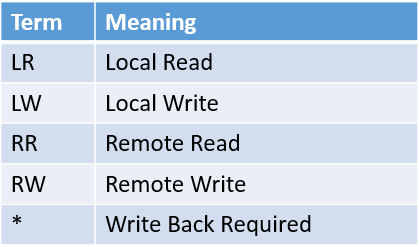 Term Meaning
LR Local Read
LW Local Write
RR Remote Read
RW Remote Write
* Write Back Required